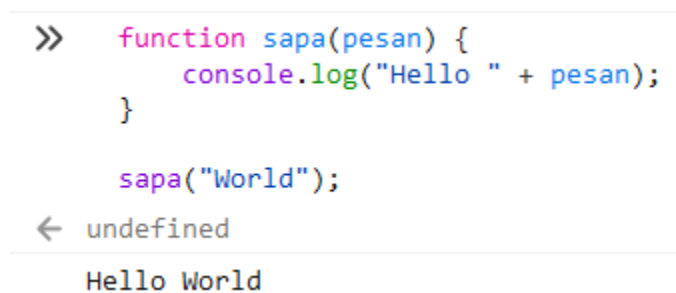 » function sapa(pesan) {
console.log("Hello " + pesan);
}
sapa("World");
← undefined
Hello World